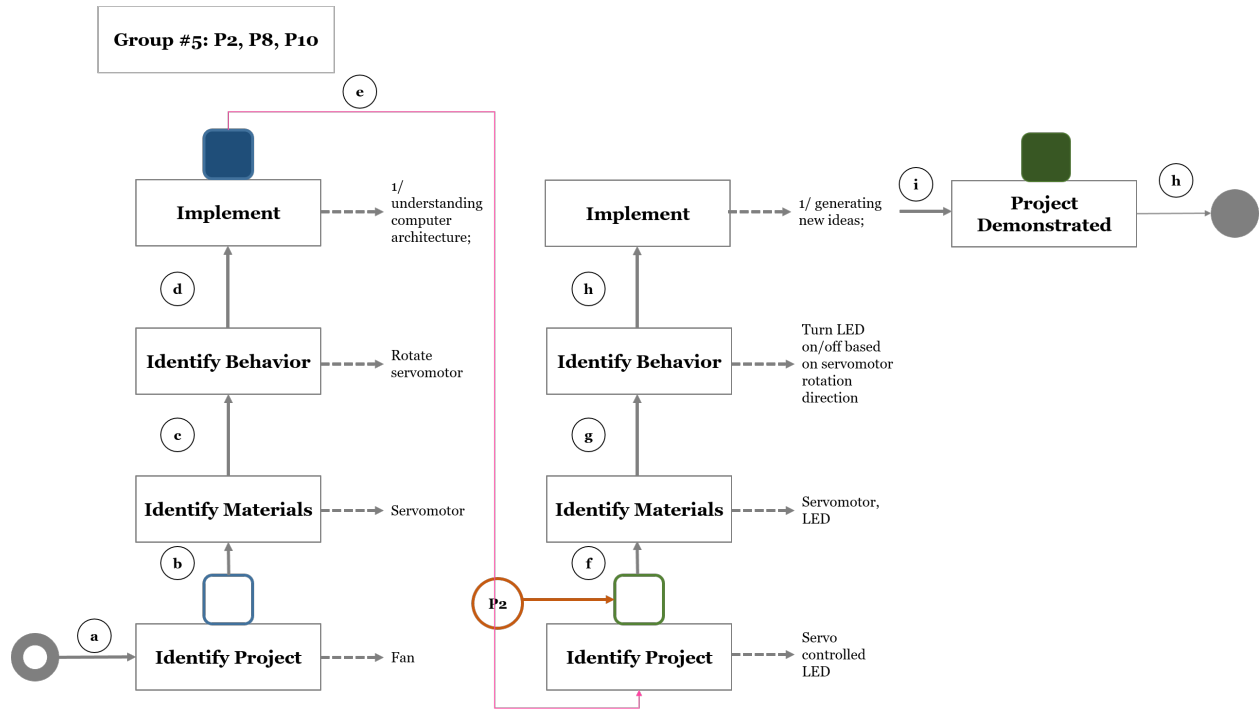 Group #5: P2, P8, P10
e
Implement
1/
understanding
computer
architecture;
d
Identify Behavior
Rotate
servomotor
c
Identify Materials
Servomotor
b
a
Identify Project
Fan
Implement
1/ generating
new ideas;
i
Project
Demonstrated
h
h
Identify Behavior
Turn LED
on/off based
on servomotor
rotation
direction
g
Identify Materials
Servomotor,
LED
f
P2
Identify Project
Servo
controlled
LED